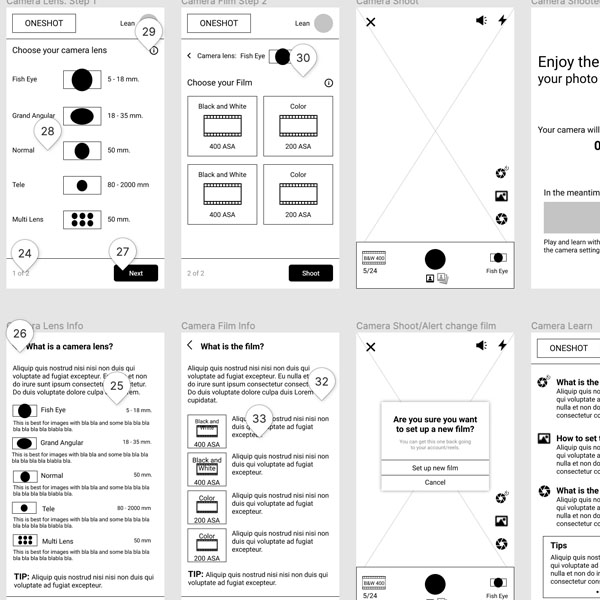 Camera Lens: Step 1
ONESHOT
Lean
29
Choose your camera lens
Fish Eye
5 - 18 mm.
Grand Angular
18 - 35 mm.
28
Normal
50 mm.
Tele
80 - 2000 mm
Multi Lens
50 mm.
24
27
1 of 2
Next
Camera Film Step 2
ONESHOT
Lean
Camera lens: Fish Eye
30
Choose your Film
Black and White
400 ASA
Color
200 ASA
Black and White
400 ASA
Color
200 ASA
2 of 2
Shoot
Camera Shoot
B&W 400
5/24
Fish Eye
Camera Shoote
Enjoy the
your photo
Your camera will
0
In the meantim
Play and learn with
the camera setting
Camera Lens Info
26
What is a camera lens?
Aliquip quis nostrud nisi nisi non duis qui
voluptate ad fugiat excepteur. Eu nulla et non
do irure sunt ipsum consectetur
Do duis voluptate dolore culpa
25
Fish Eye
5 - 18 mm.
This is best for images with bla bla and some bla bla bla
bla bla bla blabla bla.
Grand Angular
18 - 35 mm.
This is best for images with bla bla and some bla bla bla
bla bla bla blabla bla.
Normal
50 mm.
This is best for images with bla bla and some bla bla bla
bla bla bla blabla bla.
Tele
80 - 2000 mm
This is best for images with bla bla and some bla bla bla
bla bla bla blabla bla.
Multi Lens
50 mm
This is best for images with bla bla and some bla bla bla
bla bla bla blabla bla.
TIP: Aliquip quis nostrud nisi nisi non duis qui
voluptate ad fugiat excepteur.
Camera Film Info
What is the film?
Aliquip quis nostrud nisi nisi non duis qui
voluptate ad fugiat excepteur. Eu nulla et
do irure sunt ipsum consectetur consec
Do duis voluptate dolore culpa duis Lorem
cupidatat.
32
33
Black and
White
400 ASA
Aliquip quis nostrud nisi nisi non
duis qui voluptate ad fugiat
excepteur.
Black and
White
400 ASA
Aliquip quis nostrud nisi nisi non
duis qui voluptate ad fugiat
excepteur.
Color
200 ASA
Aliquip quis nostrud nisi nisi non
duis qui voluptate ad fugiat
excepteur.
Color
200 ASA
Aliquip quis nostrud nisi nisi non
duis qui voluptate ad fugiat
excepteur.
TIP: Aliquip quis nostrud nisi nisi non duis qui
voluptate ad fugiat excepteur.
Camera Shoot/Alert change film
Are you sure you want
to set up a new film?
You can get this one back going
to your account/reels.
Set up new film
Cancel
B&W 400
5/24
Fish Eye
Camera Learn
ONESHOT
What is the
Aliquip quis no
qui voluptate a
nulla et non do
consectetur co
How to set t
Aliquip quis no
qui voluptate a
nulla et non do
consectetur co
What is the s
Aliquip quis no
qui voluptate a
nulla et non do
consectetur co
Tips
Aliquip quis nos
qui voluptate ad
nulla et non do i
consectetur con